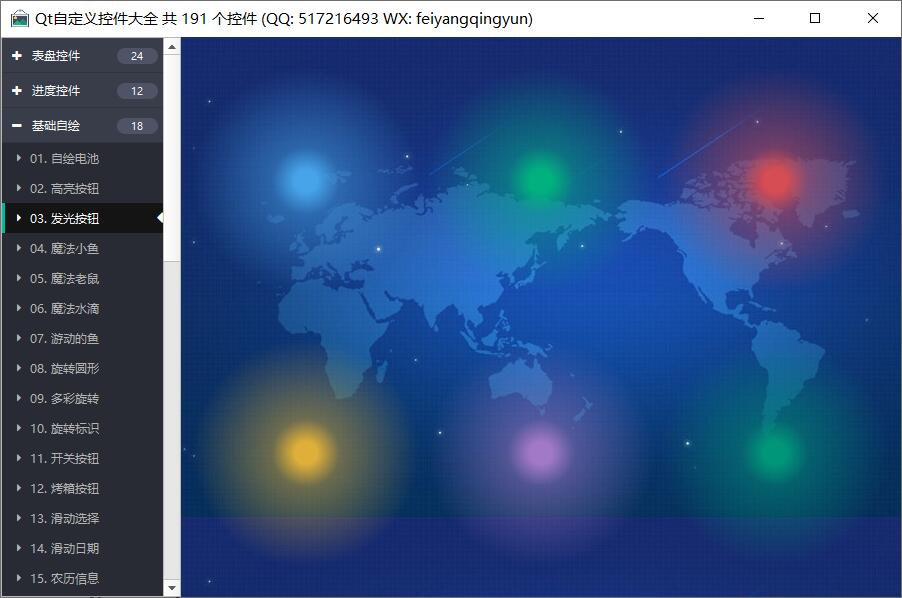 Qt自定义控件大全 共 191 个控件 (QQ: 517216493 WX: feiyangqingyun)
表盘控件 24
进度控件 12
基础自绘 18
01. 自绘电池
02. 高亮按钮
03. 发光按钮
04. 魔法小鱼
05. 魔法老鼠
06. 魔法水滴
07. 游动的鱼
08. 旋转圆形
09. 多彩旋转
10. 旋转标识
11. 开关按钮
12. 烤箱按钮
13. 滑动选择
14. 滑动日期
15. 农历信息